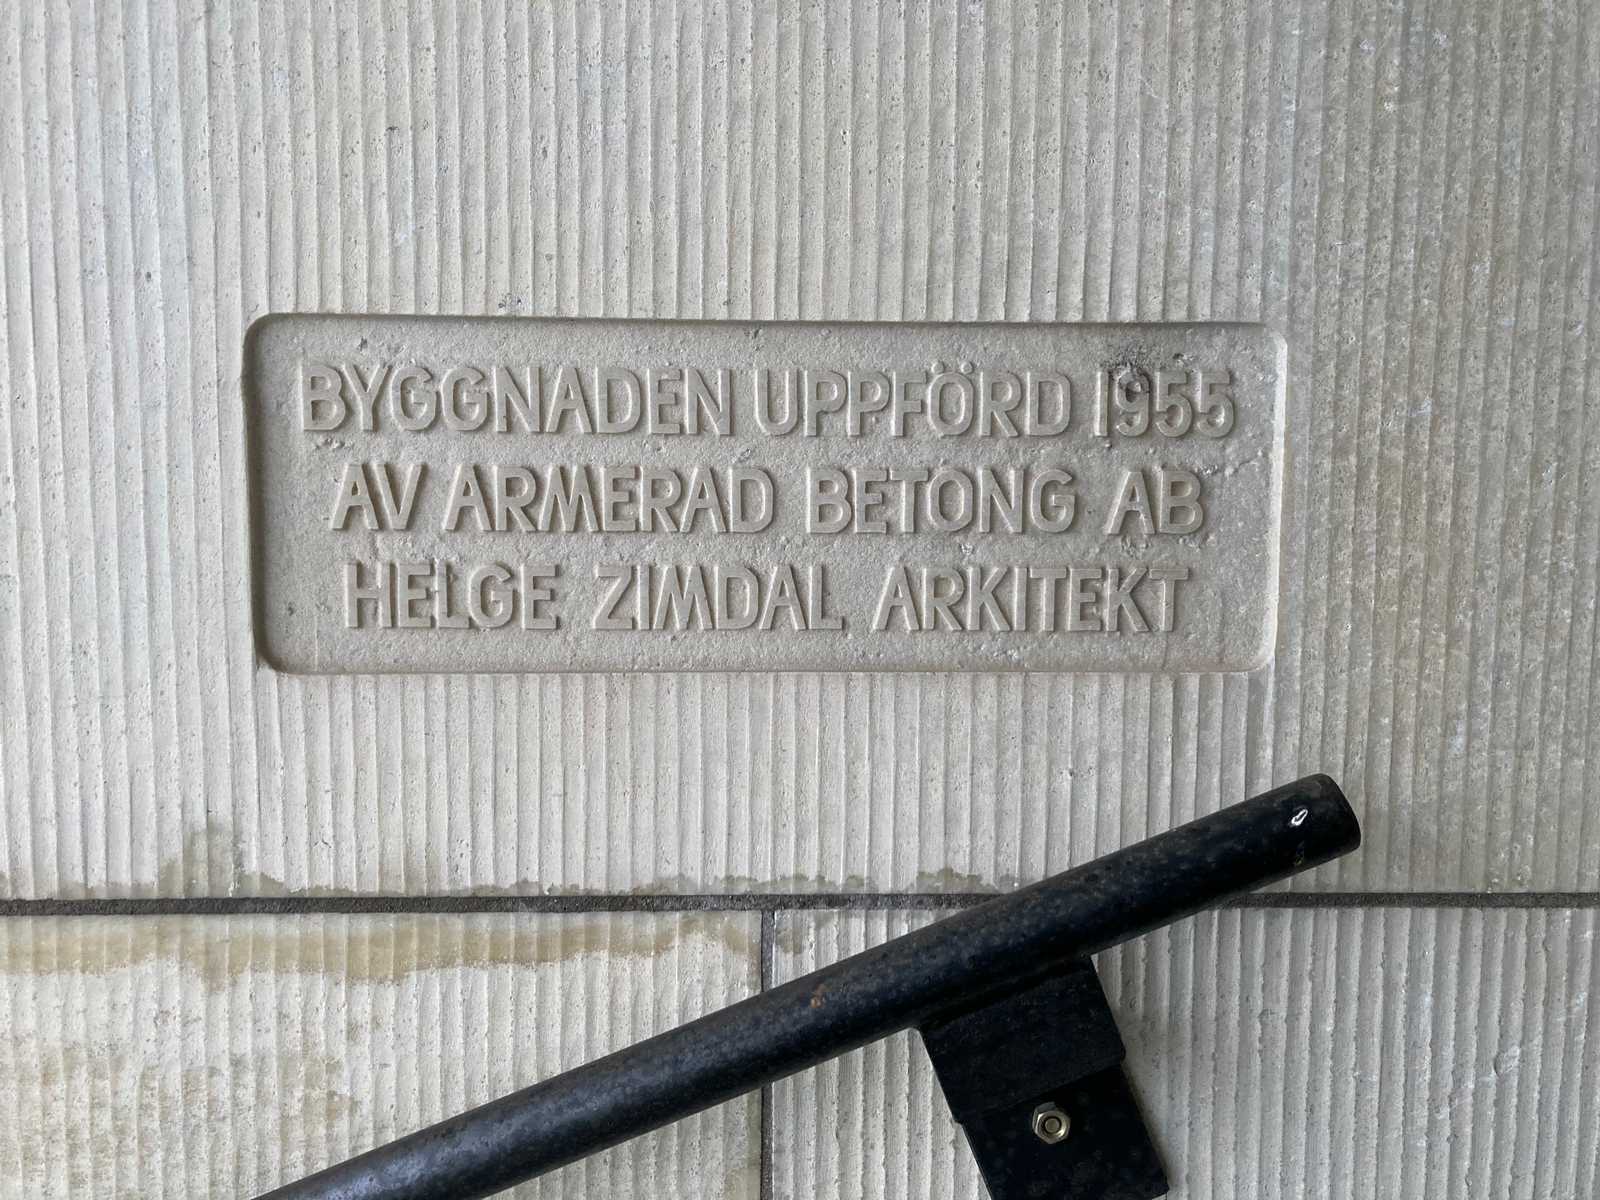 BYGGNADEN UPPFÖRD 1955
AV ARMERAD BETONG AB
HELGE ZIMDAL ARKITEKT